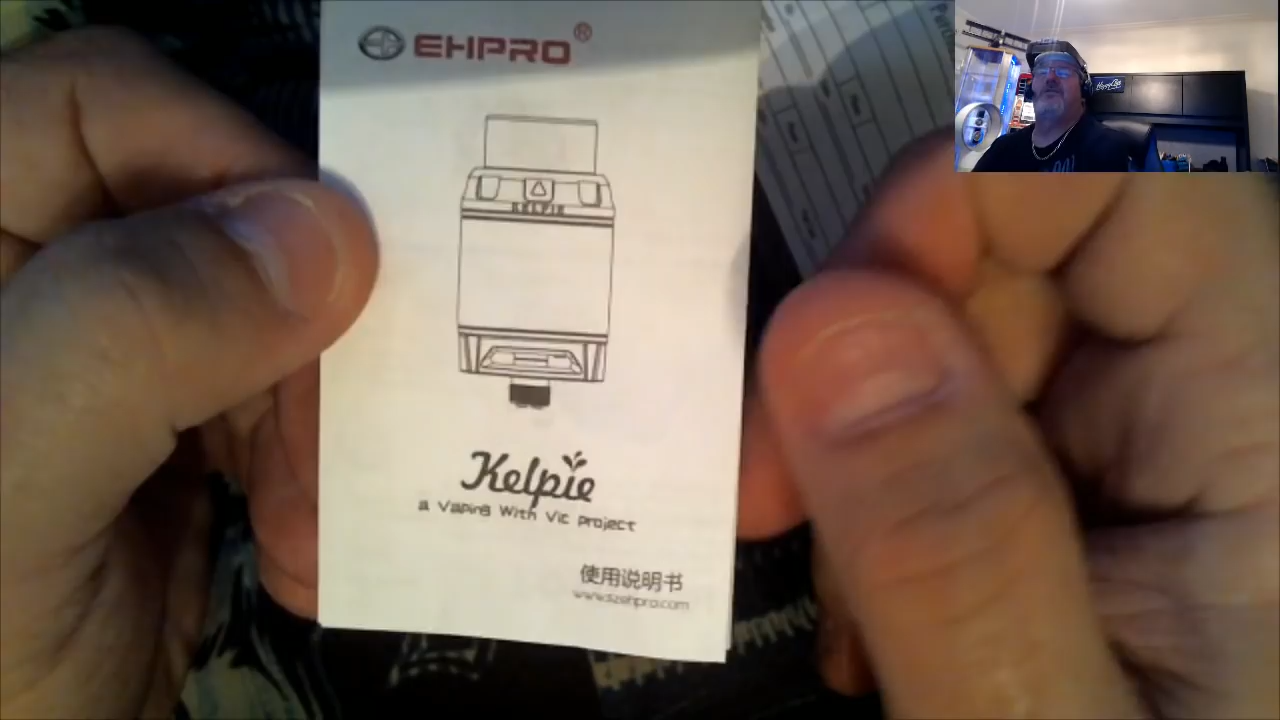 EHPRO®
KELPIE
Kelpie
a Vaping With Vic project
使用说明书
www.szehpro.com